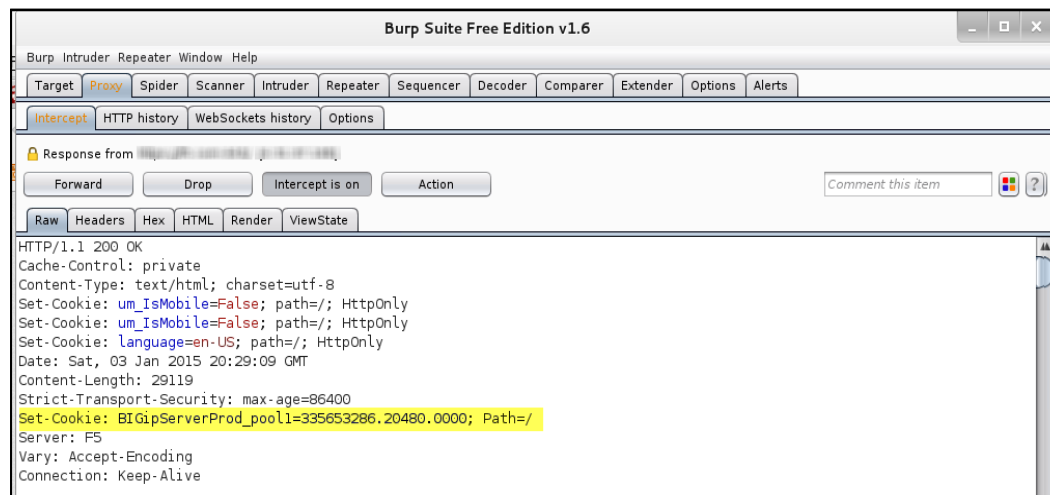 Burp Suite Free Edition v1.6
Burp Intruder Repeater Window Help
Target Proxy Spider Scanner Intruder Repeater Sequencer Decoder Comparer Extender Options Alerts
Intercept HTTP history WebSockets history Options
Response from
Forward Drop Intercept is on Action Comment this item ?
Raw Headers Hex HTML Render ViewState
HTTP/1.1 200 OK
Cache-Control: private
Content-Type: text/html; charset=utf-8
Set-Cookie: um_IsMobile=False; path=/; HttpOnly
Set-Cookie: um_IsMobile=False; path=/; HttpOnly
Set-Cookie: language=en-US; path=/; HttpOnly
Date: Sat, 03 Jan 2015 20:29:09 GMT
Content-Length: 29119
Strict-Transport-Security: max-age=86400
Set-Cookie: BIGipServerProd_pool1=335653286.20480.0000; Path=/
Server: F5
Vary: Accept-Encoding
Connection: Keep-Alive